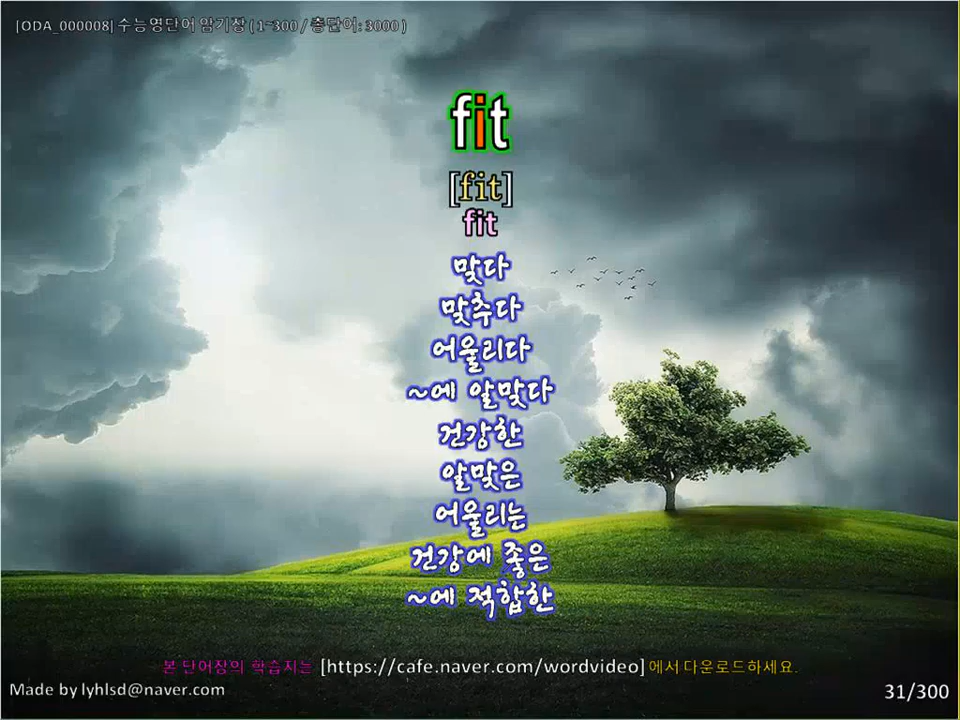 [ODA_000008] 수능영단어 암기장 ( 1~300 / 총단어: 3000 )
fit
[fit]
fit
맞다
맞추다
어울리다
~에 알맞다
건강한
알맞은
어울리는
건강에 좋은
~에 적합한
본 단어장의 학습지는 [https://cafe.naver.com/wordvideo] 에서 다운로드하세요.
Made by lyhlsd@naver.com
31/300